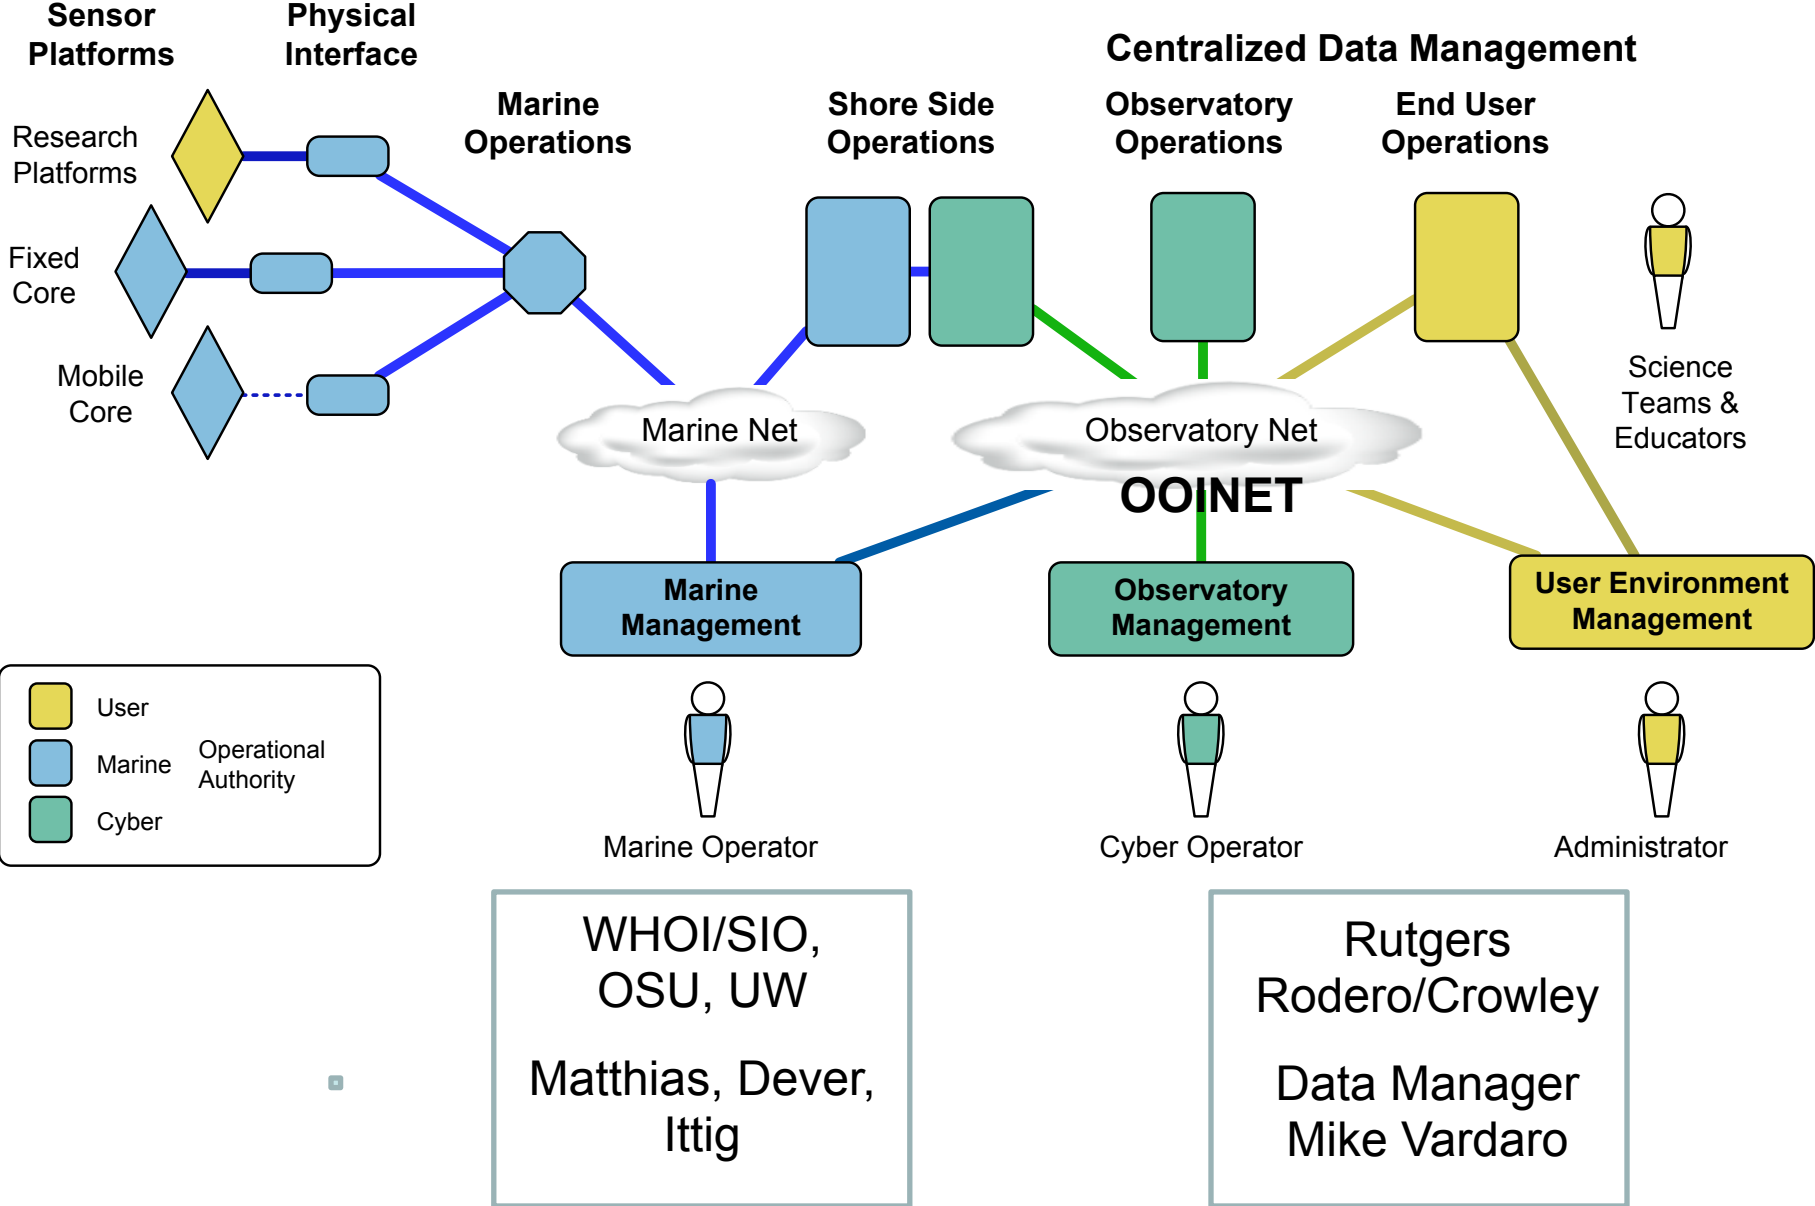 Sensor
Platforms
Physical
Interface
Centralized Data Management
Marine
Operations
Shore Side
Operations
Observatory
Operations
End User
Operations
Research
Platforms
Fixed
Core
Mobile
Core
Science
Teams &
Educators
Marine Net
Observatory Net
OOINET
Marine
Management
Observatory
Management
User Environment
Management
User
Marine
Cyber
Operational
Authority
Marine Operator
Cyber Operator
Administrator
WHOI/SIO,
OSU, UW
Matthias, Dever,
Ittig
Rutgers
Rodero/Crowley
Data Manager
Mike Vardaro